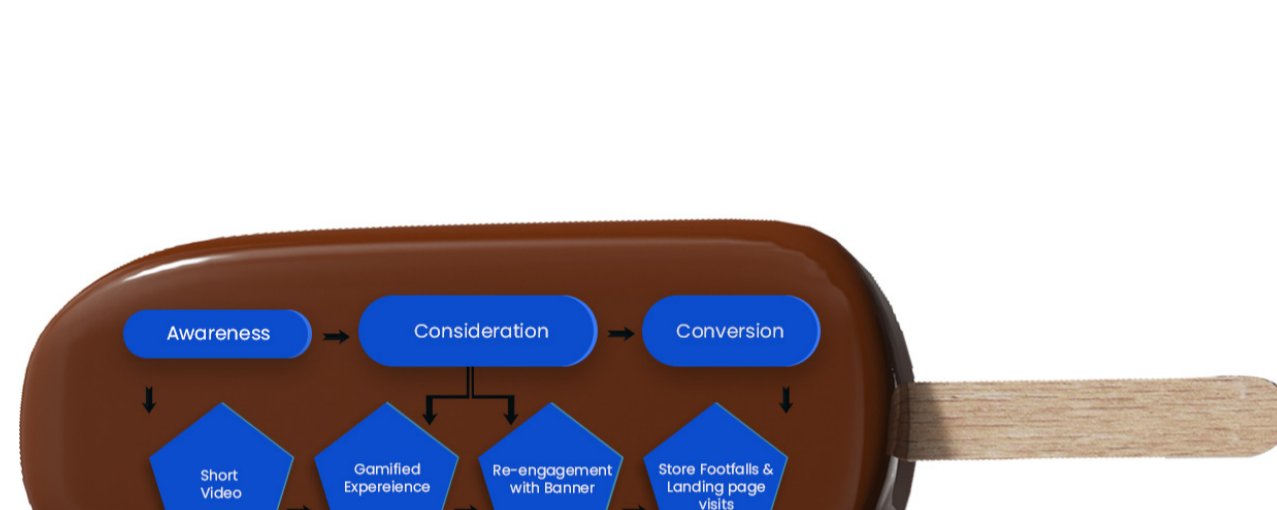 Awareness
Consideration
Conversion
Short
Video
Gamified
Expereience
Re-engagement
with Banner
Store Footfalls &
Landing page
visits